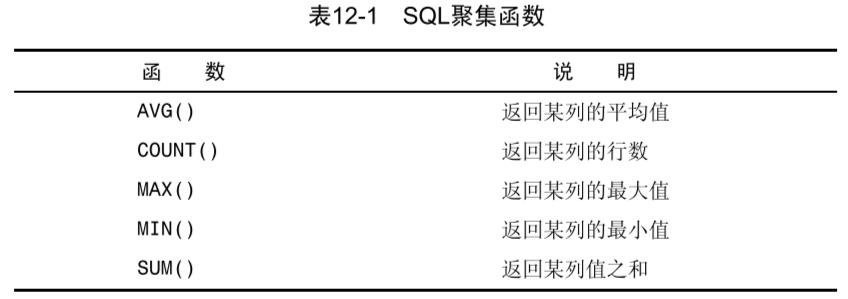 表12-1 SQL聚集函数
函 数 说 明
AVG() 返回某列的平均值
COUNT() 返回某列的行数
MAX() 返回某列的最大值
MIN() 返回某列的最小值
SUM() 返回某列值之和